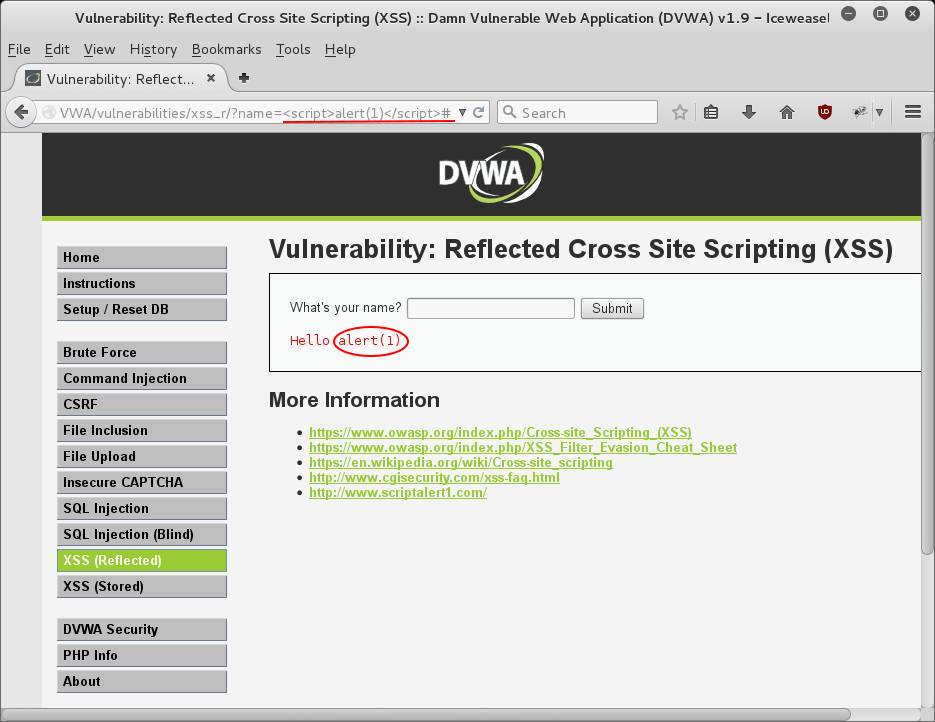 Vulnerability: Reflected Cross Site Scripting (XSS) :: Damn Vulnerable Web Application (DVWA) v1.9 – Iceweasel
File Edit View History Bookmarks Tools Help
Vulnerability: Reflect...
VWA/vulnerabilities/xss_r/?name=<script>alert(1)</script># Search
DVWA
Vulnerability: Reflected Cross Site Scripting (XSS)
Home
Instructions
Setup / Reset DB
Brute Force
Command Injection
CSRF
File Inclusion
File Upload
Insecure CAPTCHA
SQL Injection
SQL Injection (Blind)
XSS (Reflected)
XSS (Stored)
DVWA Security
PHP Info
About
What's your name? Submit
Hello alert(1)
More Information
https://www.owasp.org/index.php/Cross-site_Scripting_(XSS)
https://www.owasp.org/index.php/XSS_Filter_Evasion_Cheat_Sheet
https://en.wikipedia.org/wiki/Cross-site_scripting
http://www.cgisecurity.com/xss-faq.html
http://www.scriptalert1.com/